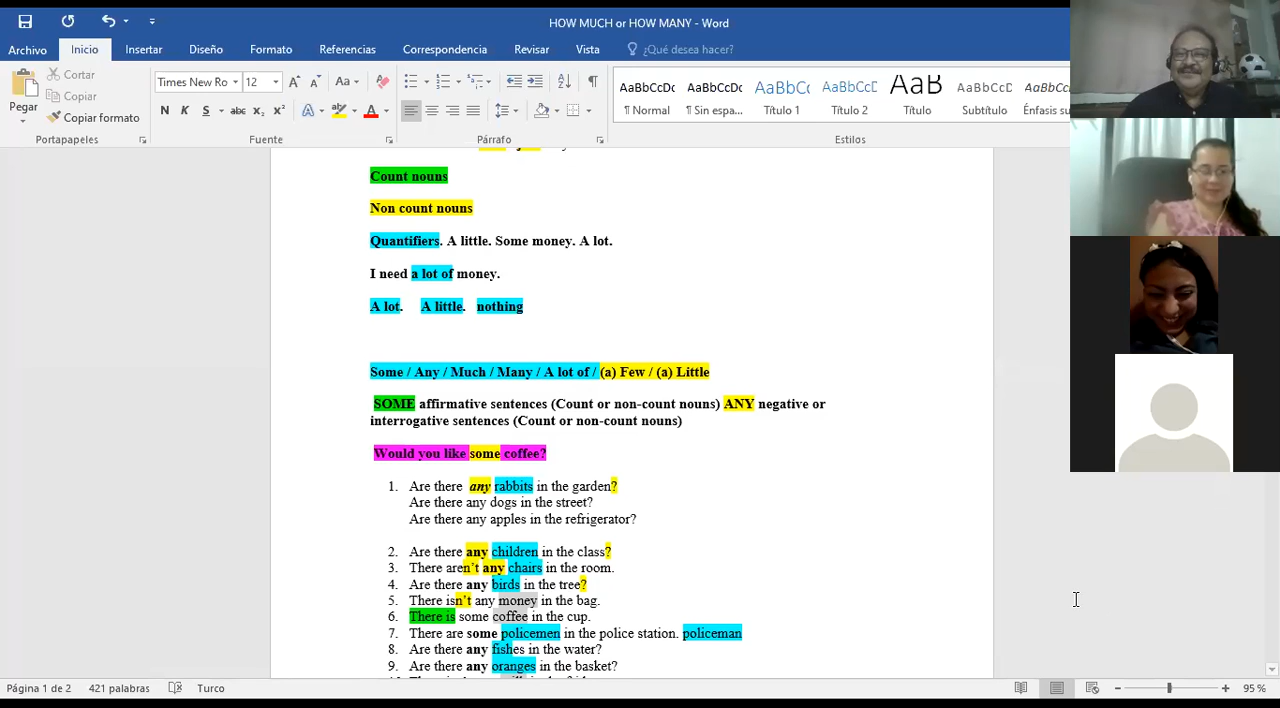 HOW MUCH or HOW MANY - Word
Archivo Inicio Insertar Diseño Formato Referencias Correspondencia Revisar Vista ¿Qué desea hacer?
Cortar
Copiar
Copiar formato
Pegar
Portapapeles
Times New Ro 12
Fuente
Párrafo
AaBbCcDc AaBbCcDc AaBbCc AaBbCcC AaB AaBbCcD AaBbCcD
¶ Normal ¶ Sin espa... Título 1 Título 2 Título Subtítulo Énfasis sut
Estilos
Count nouns
Non count nouns
Quantifiers. A little. Some money. A lot.
I need a lot of money.
A lot. A little. nothing
Some / Any / Much / Many / A lot of / (a) Few / (a) Little
SOME affirmative sentences (Count or non-count nouns) ANY negative or
interrogative sentences (Count or non-count nouns)
Would you like some coffee?
1. Are there any rabbits in the garden?
Are there any dogs in the street?
Are there any apples in the refrigerator?
2. Are there any children in the class?
3. There aren't any chairs in the room.
4. Are there any birds in the tree?
5. There isn't any money in the bag.
6. There is some coffee in the cup.
7. There are some policemen in the police station. policeman
8. Are there any fishes in the water?
9. Are there any oranges in the basket?
Página 1 de 2 421 palabras Turco 95 %